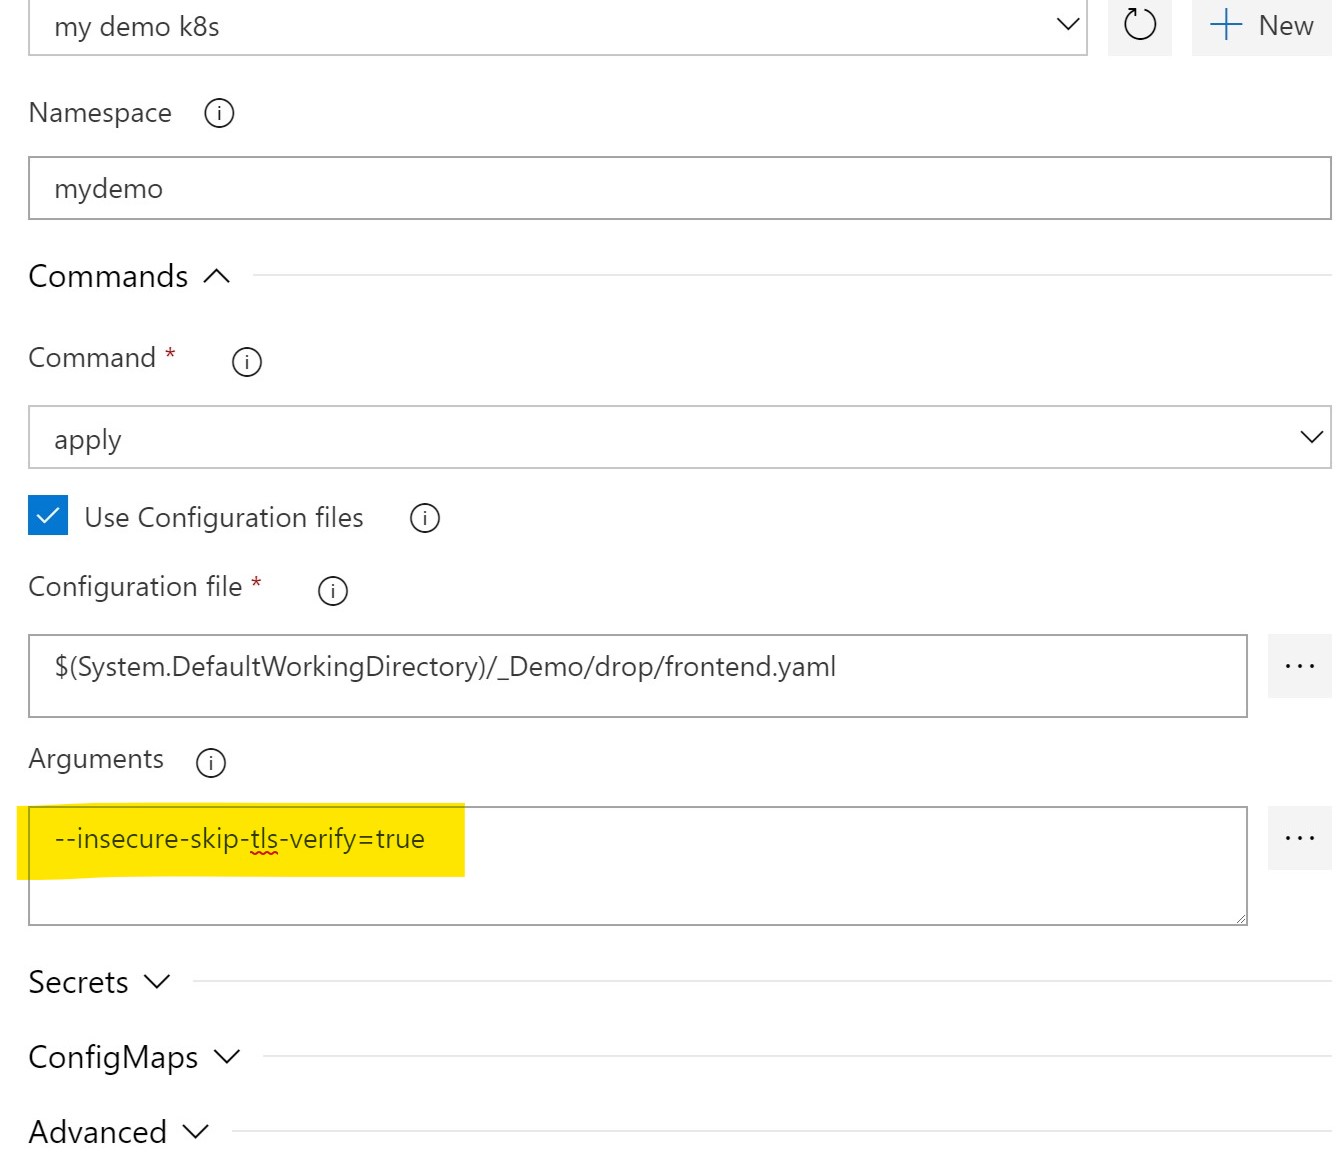 my demo k8s
New
Namespace
mydemo
Commands
Command *
apply
Use Configuration files
Configuration file *
$(System.DefaultWorkingDirectory)/_Demo/drop/frontend.yaml
...
Arguments
--insecure-skip-tls-verify=true
...
Secrets
ConfigMaps
Advanced